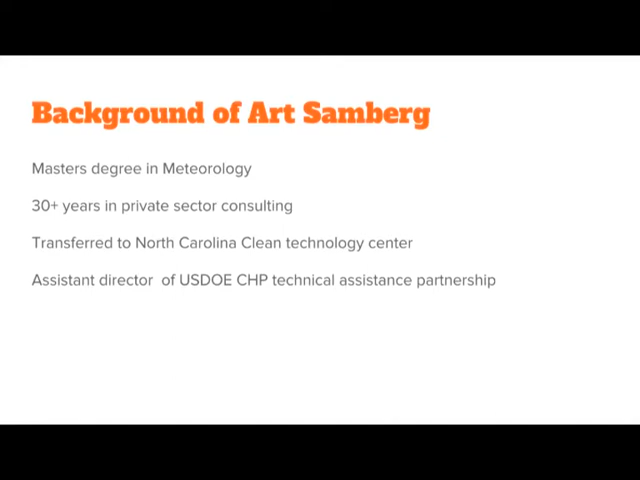 Background of Art Samberg
Masters degree in Meteorology
30+ years in private sector consulting
Transferred to North Carolina Clean technology center
Assistant director  of USDOE CHP technical assistance partnership